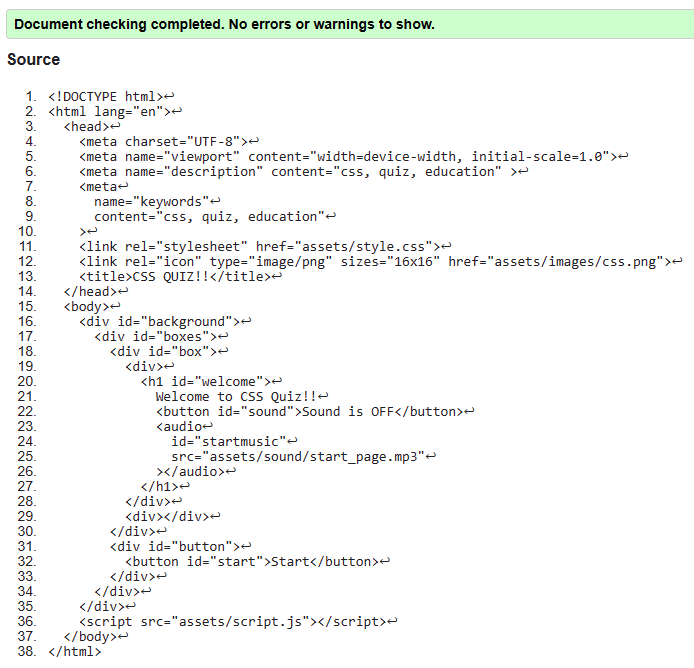 Document checking completed. No errors or warnings to show.
Source
1. <!DOCTYPE html>↩
2. <html lang="en">↩
3.   <head>↩
4.     <meta charset="UTF-8">↩
5.     <meta name="viewport" content="width=device-width, initial-scale=1.0">↩
6.     <meta name="description" content="css, quiz, education" >↩
7.     <meta↩
8.       name="keywords"↩
9.       content="css, quiz, education"↩
10.     >↩
11.     <link rel="stylesheet" href="assets/style.css">↩
12.     <link rel="icon" type="image/png" sizes="16x16" href="assets/images/css.png">↩
13.     <title>CSS QUIZ!!</title>↩
14.   </head>↩
15.   <body>↩
16.     <div id="background">↩
17.       <div id="boxes">↩
18.         <div id="box">↩
19.           <div>↩
20.             <h1 id="welcome">↩
21.               Welcome to CSS Quiz!!↩
22.               <button id="sound">Sound is OFF</button>↩
23.               <audio↩
24.                 id="startmusic"↩
25.                 src="assets/sound/start_page.mp3"↩
26.               ></audio>↩
27.             </h1>↩
28.           </div>↩
29.           <div></div>↩
30.         </div>↩
31.         <div id="button">↩
32.           <button id="start">Start</button>↩
33.         </div>↩
34.       </div>↩
35.     </div>↩
36.     <script src="assets/script.js"></script>↩
37.   </body>↩
38. </html>